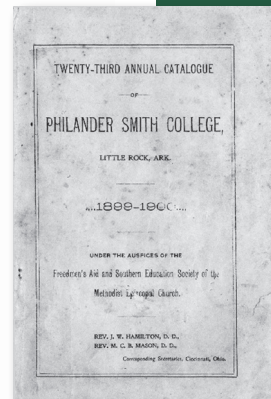 TWENTY-THIRD ANNUAL CATALOGUE
OF
PHILANDER SMITH COLLEGE,
LITTLE ROCK, ARK.
....1899-1900....
UNDER THE AUSPICES OF THE
Freedmen's Aid and Southern Education Society of the
Methodist Episcopal Church.
REV. J. W. HAMILTON, D. D.,
REV. M. C. B. MASON, D. D.,
Corresponding Secretaries, Cincinnati, Ohio.